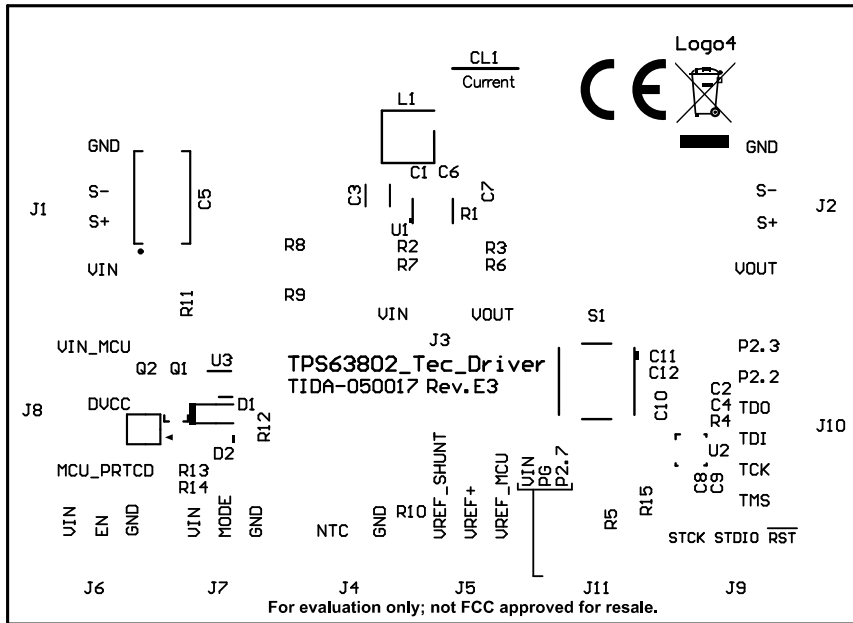 Logo4
CL1
Current
CE
L1
GND
GND
C1 C6
C3
C7
C5
S-
S-
J1
J2
R1
S+
S+
U1
R8
R2
R3
R7
R6
VIN
VOUT
R9
R11
VIN
VOUT
S1
J3
VIN_MCU
P2.3
C11
Q2
Q1
U3
TPS63802_Tec_Driver
C12
P2.2
TIDA-050017 Rev.E3
C2
J8
DVCC
D1
C10
C4
TDO
R12
R4
J10
D2
U2
TDI
MCU_PRTCD
R13
VREF_SHUNT
VREF+
VREF_MCU
VIN
PG
P2.7
TCK
R14
C8
C9
VIN
EN
GND
VIN
MODE
GND
NTC
GND
R10
R5
R15
TMS
STCK STDIO RST
J6
J7
J4
J5
J11
J9
For evaluation only; not FCC approved for resale.